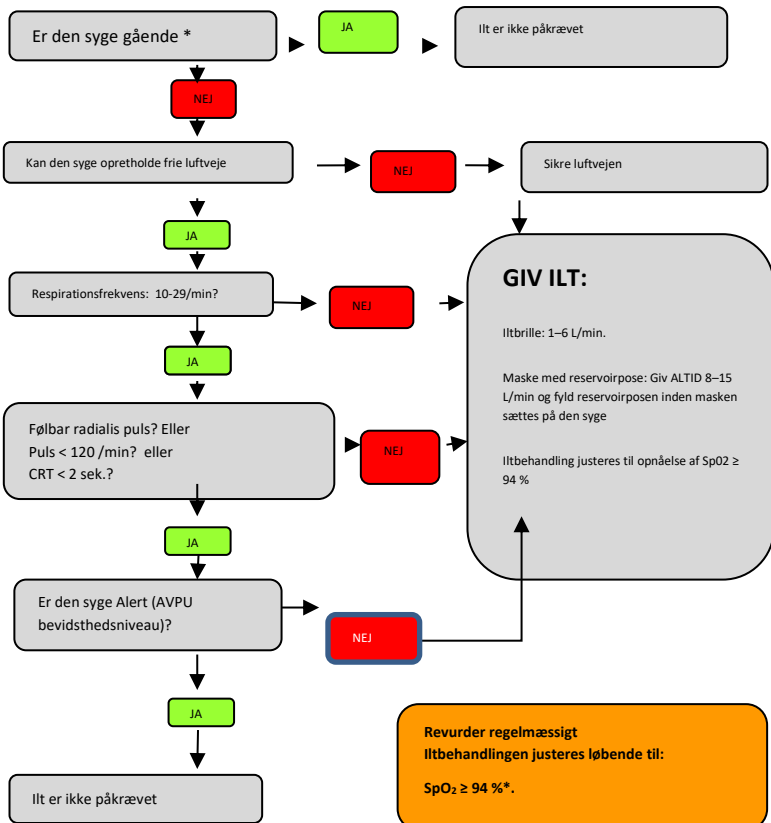 Er den syge gående *
JA
Ilt er ikke påkrævet
NEJ
Kan den syge opretholde frie luftveje
NEJ
Sikre luftvejen
JA
Respirationsfrekvens: 10-29/min?
NEJ
GIV ILT:
Iltbrille: 1–6 L/min.
Maske med reservoirpose: Giv ALTID 8–15
L/min og fyld reservoirposen inden masken
sættes på den syge
Iltbehandling justeres til opnåelse af Sp02 ≥
94 %
JA
Følbar radialis puls? Eller
Puls < 120 /min? eller
CRT < 2 sek.?
NEJ
JA
Er den syge Alert (AVPU
bevidsthedsniveau)?
NEJ
JA
Ilt er ikke påkrævet
Revurder regelmæssigt
Iltbehandlingen justeres løbende til:
SpO₂ ≥ 94 %*.